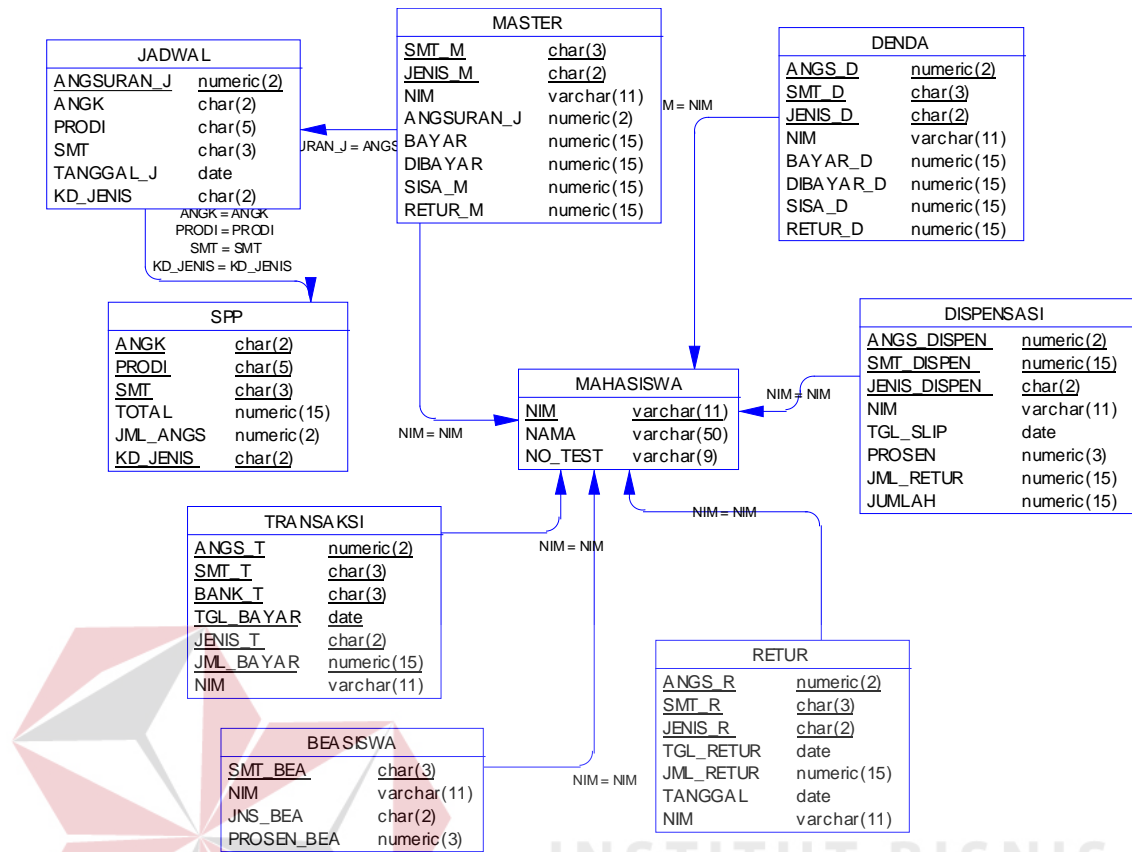 MASTER
SMT_M char(3)
JENIS_M char(2)
NIM varchar(11)
ANGSURAN_J numeric(2)
BAYAR numeric(15)
DIBAYAR numeric(15)
SISA_M numeric(15)
RETUR_M numeric(15)
JADWAL
ANGSURAN_J numeric(2)
ANGK char(2)
PRODI char(5)
SMT char(3)
TANGGAL_J date
KD_JENIS char(2)
DENDA
ANGS_D numeric(2)
SMT_D char(3)
JENIS_D char(2)
NIM varchar(11)
BAYAR_D numeric(15)
DIBAYAR_D numeric(15)
SISA_D numeric(15)
RETUR_D numeric(15)
M = NIM
URAN_J = ANGS
ANGK = ANGK
PRODI = PRODI
SMT = SMT
KD_JENIS = KD_JENIS
SPP
ANGK char(2)
PRODI char(5)
SMT char(3)
TOTAL numeric(15)
JML_ANGS numeric(2)
KD_JENIS char(2)
DISPENSASI
ANGS_DISPEN numeric(2)
SMT_DISPEN numeric(15)
JENIS_DISPEN char(2)
NIM varchar(11)
TGL_SLIP date
PROSEN numeric(3)
JML_RETUR numeric(15)
JUMLAH numeric(15)
MAHASISWA
NIM varchar(11)
NAMA varchar(50)
NO_TEST varchar(9)
NIM = NIM
NIM = NIM
NIM = NIM
NIM = NIM
TRANSAKSI
ANGS_T numeric(2)
SMT_T char(3)
BANK_T char(3)
TGL_BAYAR date
JENIS_T char(2)
JML_BAYAR numeric(15)
NIM varchar(11)
RETUR
ANGS_R numeric(2)
SMT_R char(3)
JENIS_R char(2)
TGL_RETUR date
JML_RETUR numeric(15)
TANGGAL date
NIM varchar(11)
BEASISWA
SMT_BEA char(3)
NIM varchar(11)
JNS_BEA char(2)
PROSEN_BEA numeric(3)
NIM = NIM
INSTITUT BISNIS